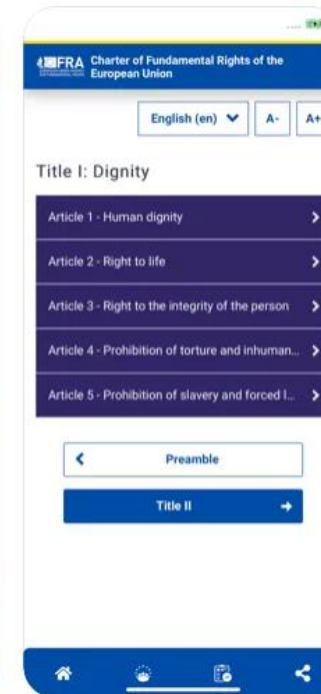 FRA Charter of Fundamental Rights of the
European Union
English (en) A- A+
Title I: Dignity
Article 1 - Human dignity
Article 2 - Right to life
Article 3 - Right to the integrity of the person
Article 4 - Prohibition of torture and inhuman...
Article 5 - Prohibition of slavery and forced l...
Preamble
Title II